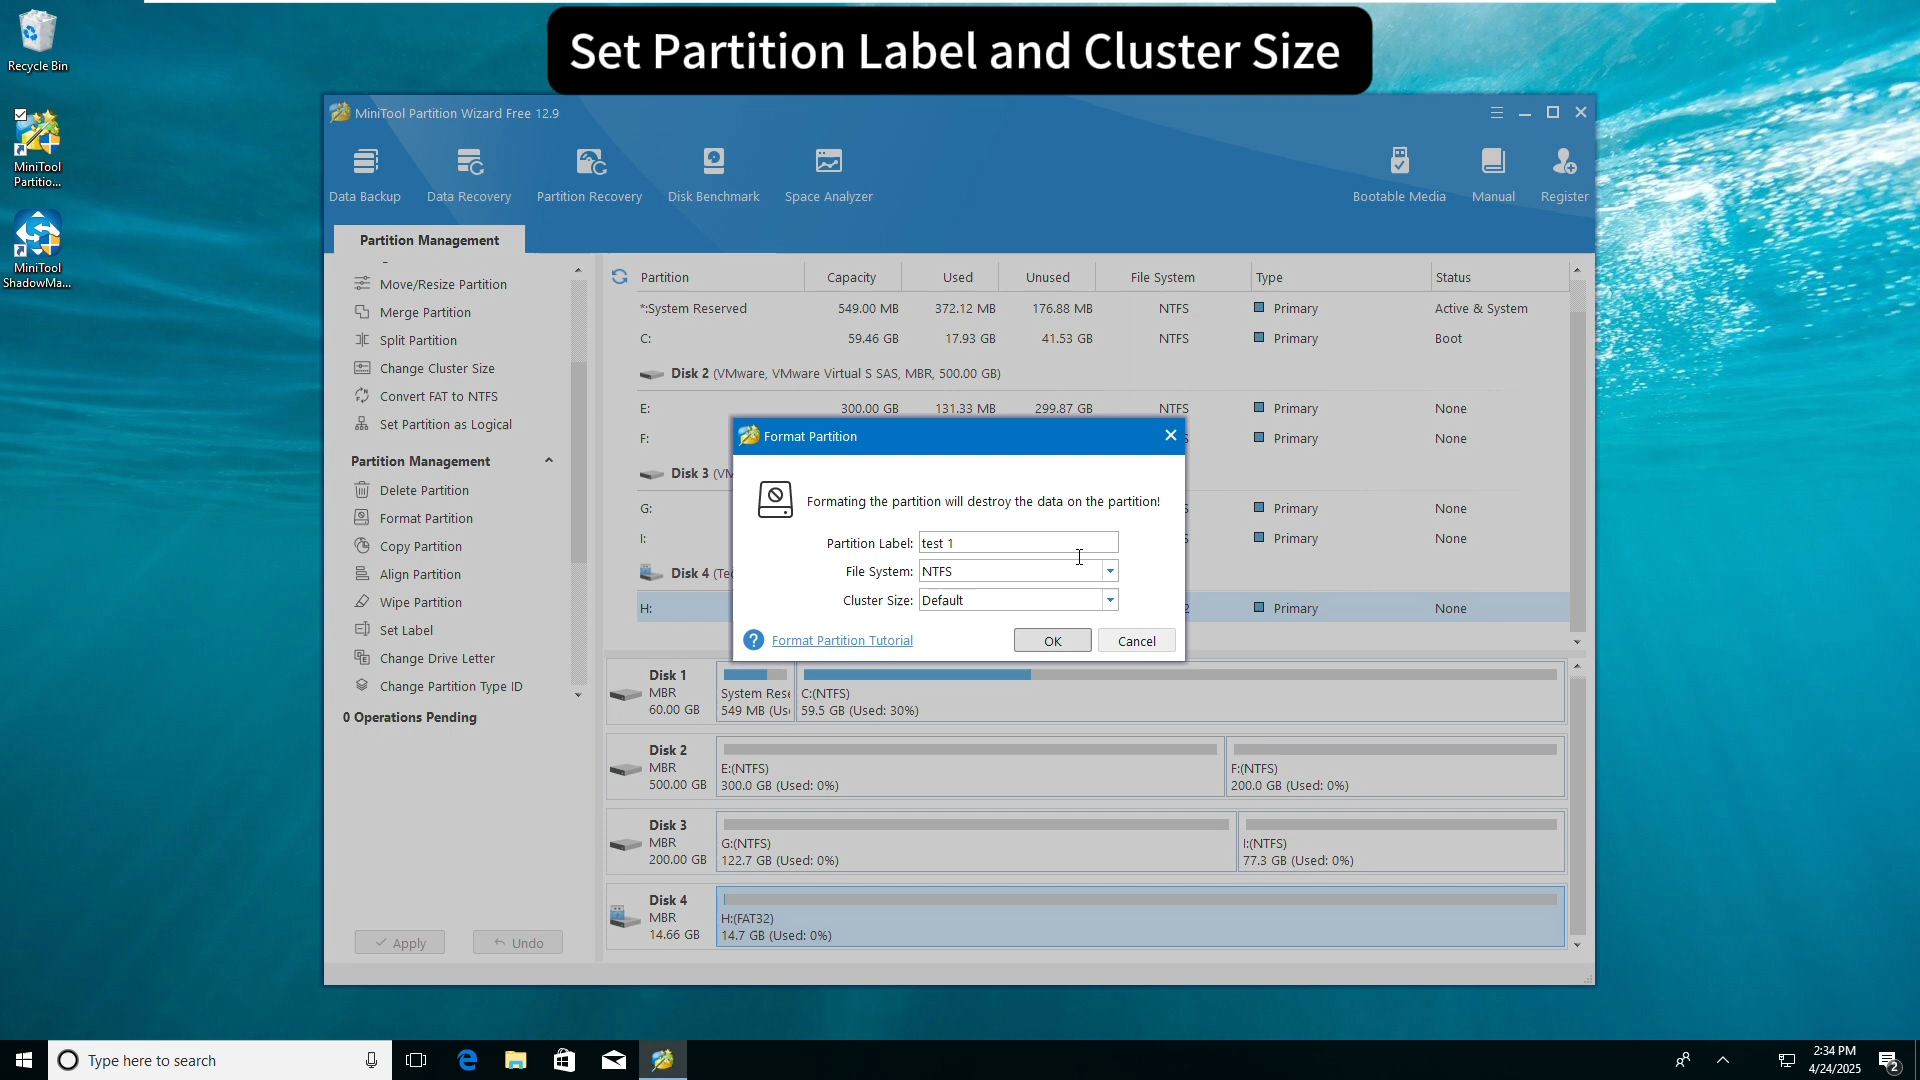 Set Partition Label and Cluster Size
Recycle Bin
MiniTool
Partitio...
MiniTool
ShadowMa...
MiniTool Partition Wizard Free 12.9
Data Backup Data Recovery Partition Recovery Disk Benchmark Space Analyzer Bootable Media Manual Register
Partition Management
Move/Resize Partition
Merge Partition
Split Partition
Change Cluster Size
Convert FAT to NTFS
Set Partition as Logical
Partition Management
Delete Partition
Format Partition
Copy Partition
Align Partition
Wipe Partition
Set Label
Change Drive Letter
Change Partition Type ID
0 Operations Pending
Apply Undo
Partition Capacity Used Unused File System Type Status
*:System Reserved 549.00 MB 372.12 MB 176.88 MB NTFS Primary Active & System
C: 59.46 GB 17.93 GB 41.53 GB NTFS Primary Boot
Disk 2 (VMware, VMware Virtual S SAS, MBR, 500.00 GB)
E: 300.00 GB 131.33 MB 299.87 GB NTFS Primary None
F: Primary None
Disk 3 (VM
G: Primary None
I: Primary None
Disk 4 (Tec
H: 2 Primary None
Format Partition
Formating the partition will destroy the data on the partition!
Partition Label: test 1
File System: NTFS
Cluster Size: Default
? Format Partition Tutorial OK Cancel
Disk 1
MBR
60.00 GB
System Rese
549 MB (Us
C:(NTFS)
59.5 GB (Used: 30%)
Disk 2
MBR
500.00 GB
E:(NTFS)
300.0 GB (Used: 0%)
F:(NTFS)
200.0 GB (Used: 0%)
Disk 3
MBR
200.00 GB
G:(NTFS)
122.7 GB (Used: 0%)
I:(NTFS)
77.3 GB (Used: 0%)
Disk 4
MBR
14.66 GB
H:(FAT32)
14.7 GB (Used: 0%)
Type here to search
2:34 PM
4/24/2025
2